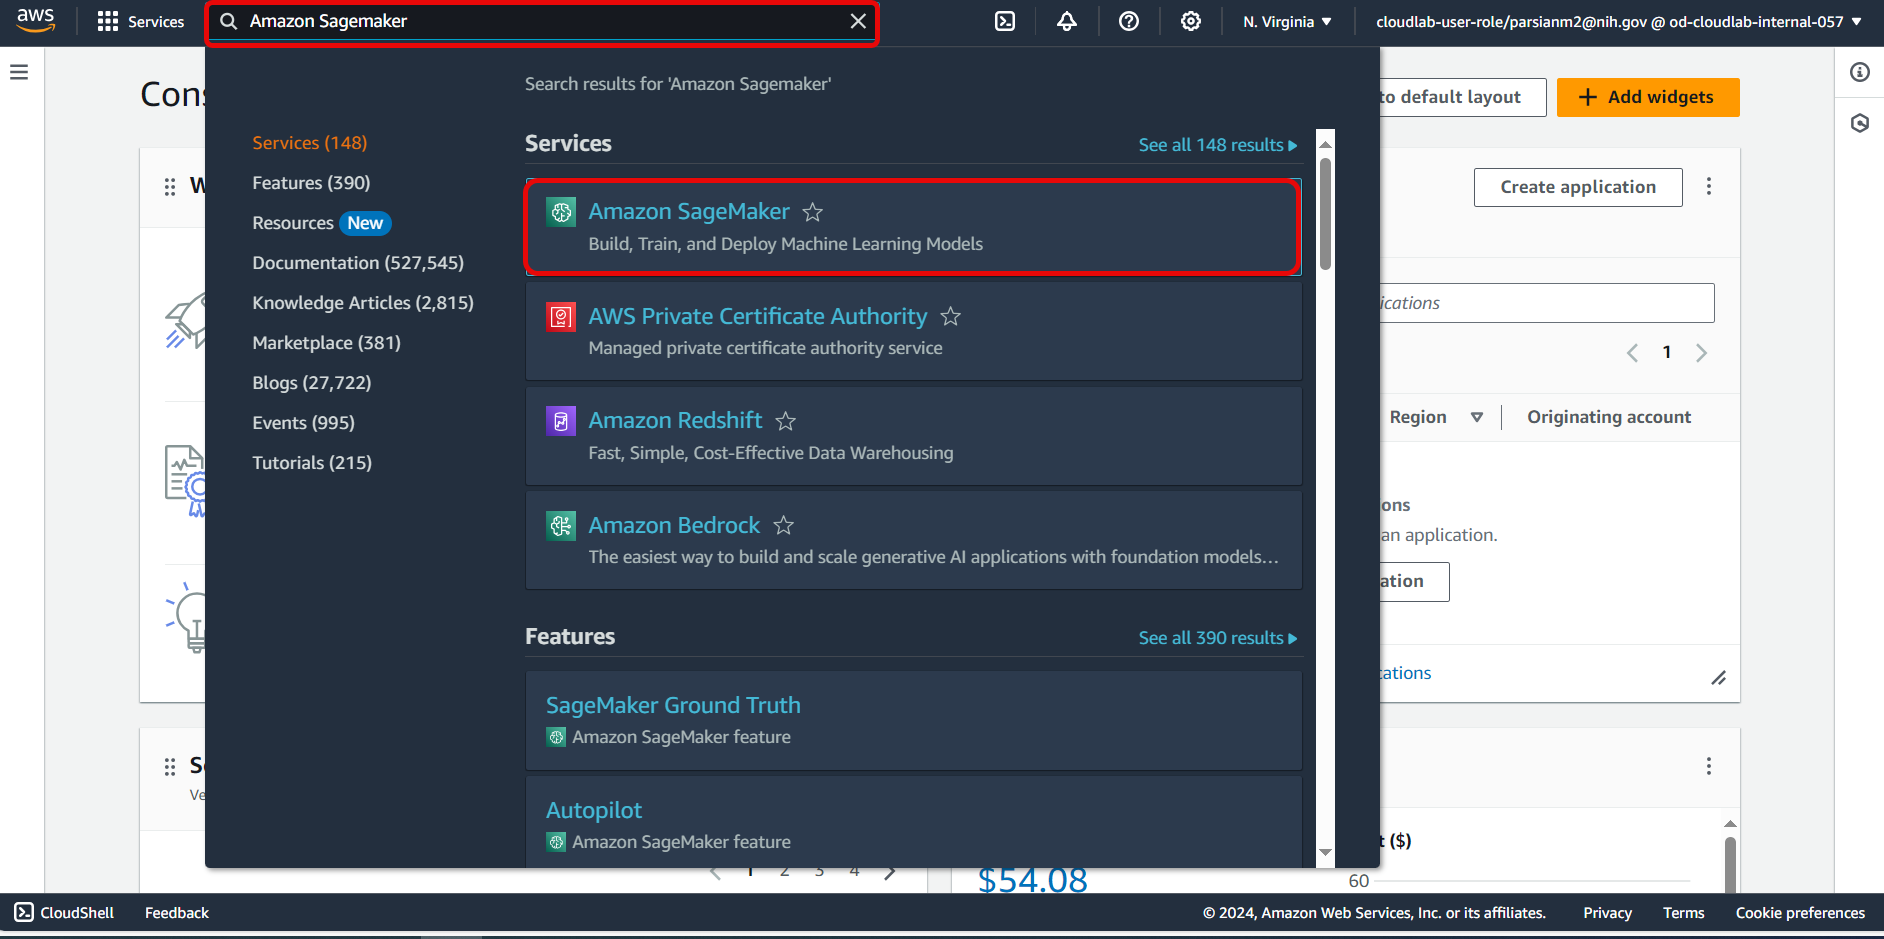 aws
Services
Amazon Sagemaker
N. Virginia
cloudlab-user-role/parsianm2@nih.gov @ od-cloudlab-internal-057
Search results for 'Amazon Sagemaker'
to default layout
Add widgets
Services (148)
Features (390)
Resources New
Documentation (527,545)
Knowledge Articles (2,815)
Marketplace (381)
Blogs (27,722)
Events (995)
Tutorials (215)
Services
See all 148 results
Amazon SageMaker
Build, Train, and Deploy Machine Learning Models
AWS Private Certificate Authority
Managed private certificate authority service
Amazon Redshift
Fast, Simple, Cost-Effective Data Warehousing
Amazon Bedrock
The easiest way to build and scale generative AI applications with foundation models...
Features
See all 390 results
SageMaker Ground Truth
Amazon SageMaker feature
Autopilot
Amazon SageMaker feature
Create application
1
Region
Originating account
an application.
($)
1 2 3 4
$54.08
60
CloudShell
Feedback
© 2024, Amazon Web Services, Inc. or its affiliates.
Privacy
Terms
Cookie preferences